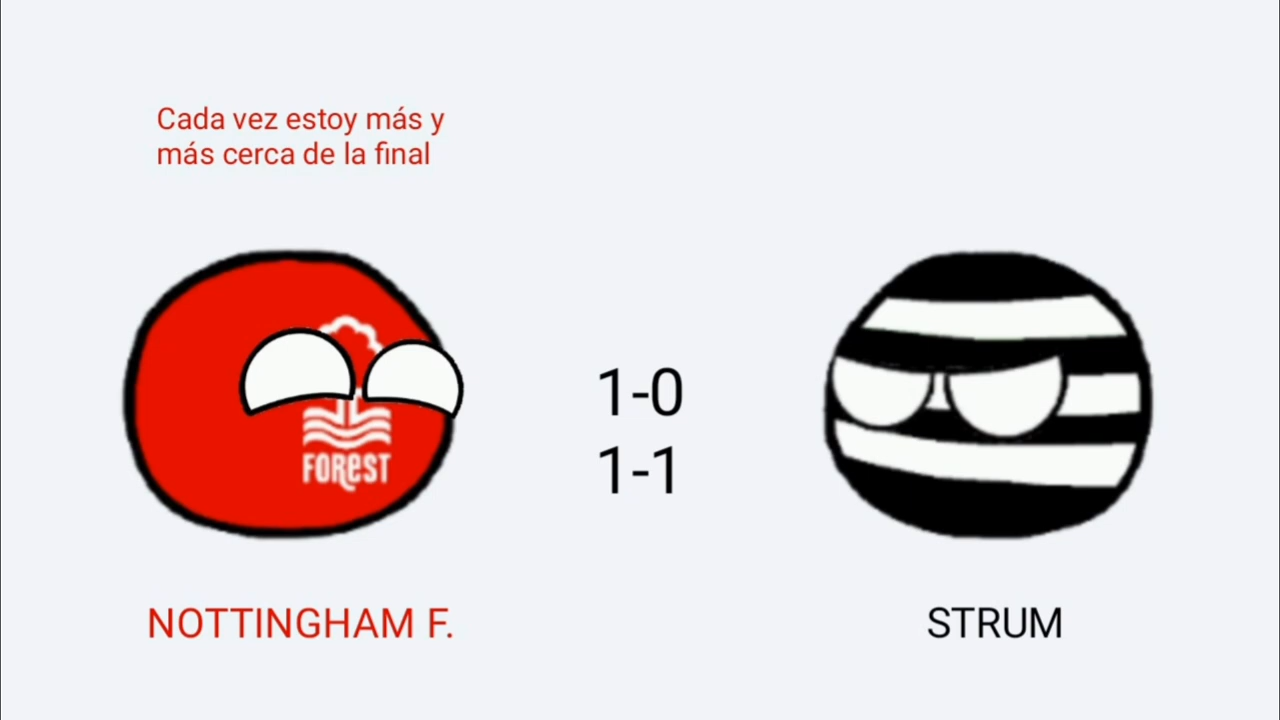 Cada vez estoy más y
más cerca de la final
FOREST
1-0
1-1
NOTTINGHAM F.
STRUM